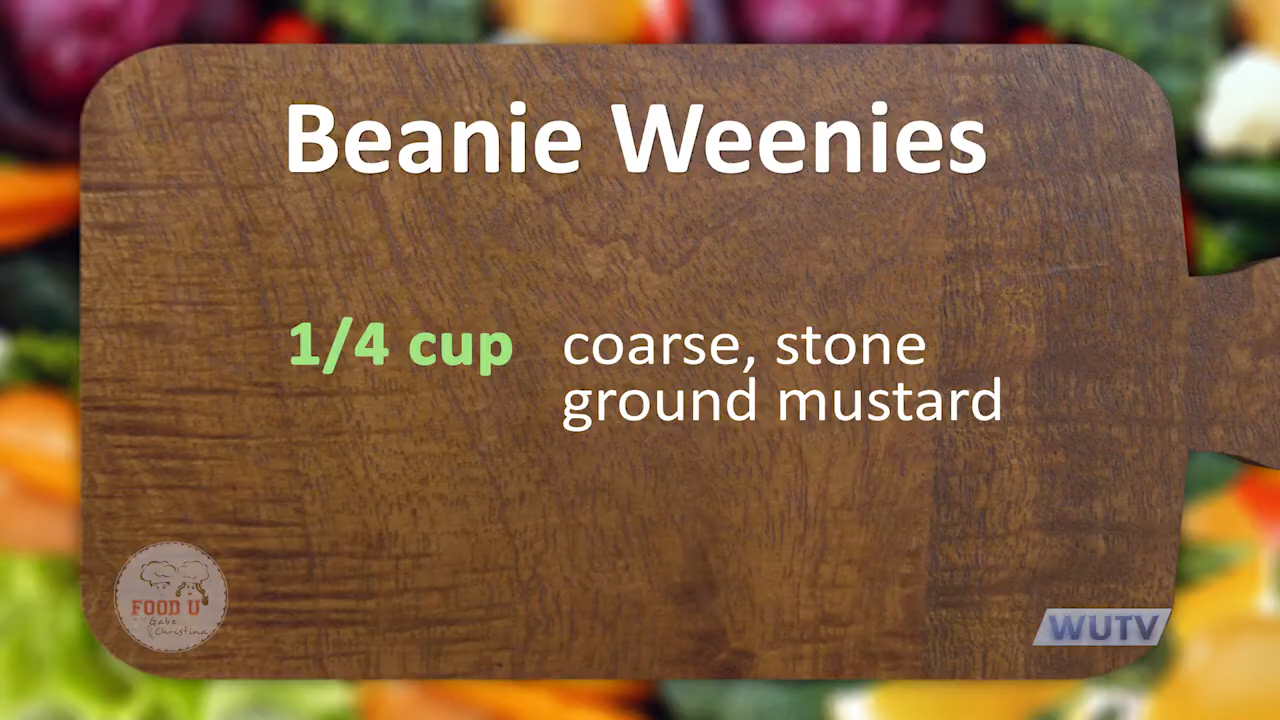 Beanie Weenies
1/4 cup coarse, stone
ground mustard
FOOD U
Gabe
Christina
WUTV